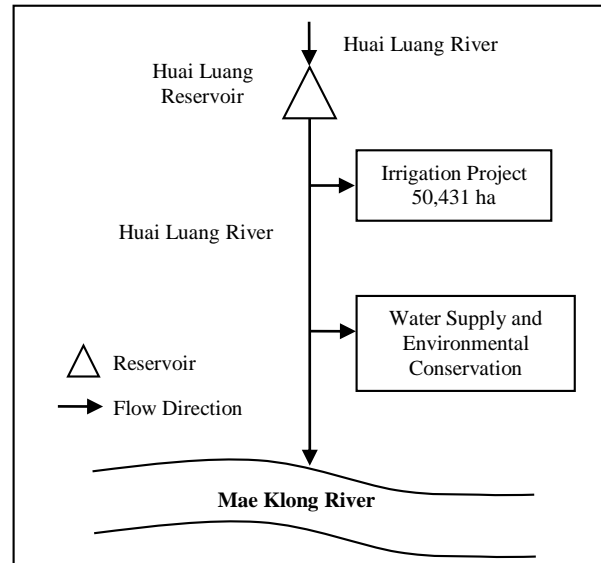 Huai Luang River
Huai Luang
Reservoir
Irrigation Project
50,431 ha
Huai Luang River
Water Supply and
Environmental
Conservation
Reservoir
Flow Direction
Mae Klong River